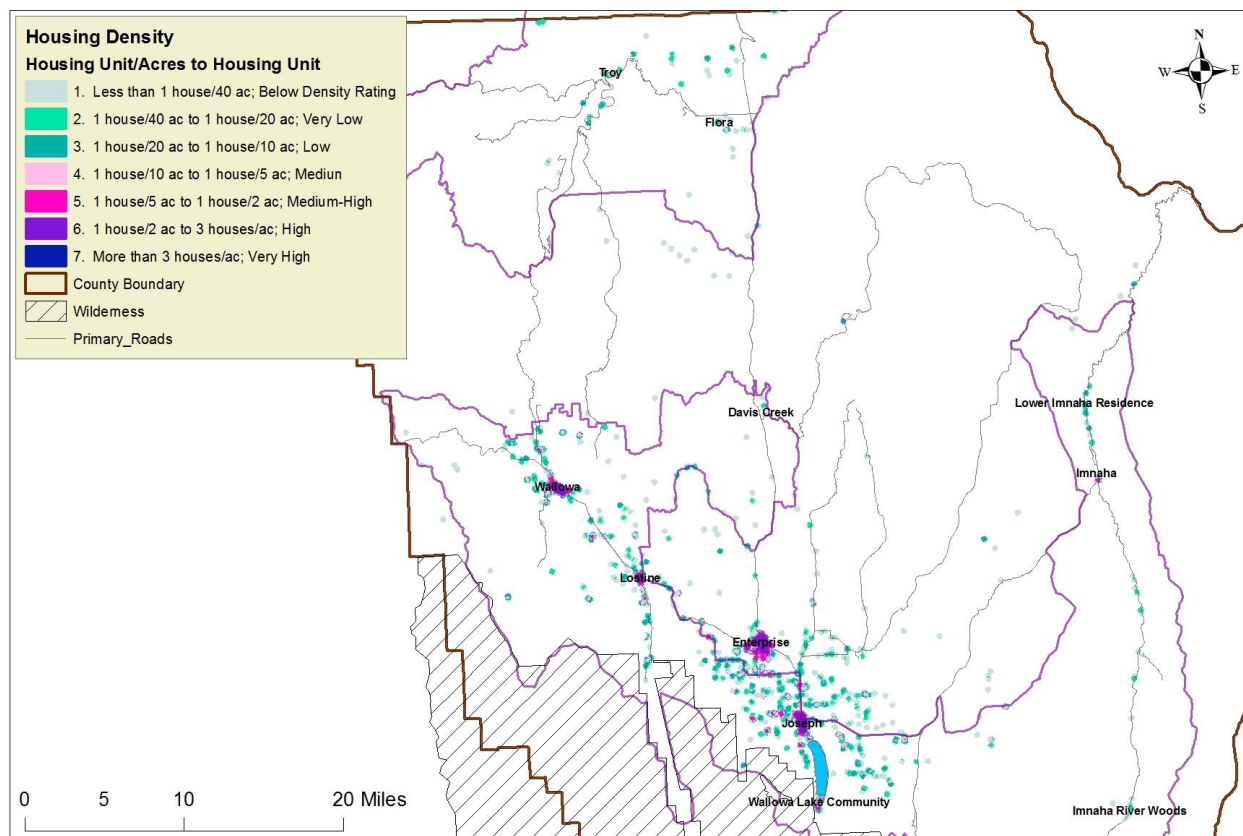 Housing Density
Housing Unit/Acres to Housing Unit
1. Less than 1 house/40 ac; Below Density Rating
2. 1 house/40 ac to 1 house/20 ac; Very Low
3. 1 house/20 ac to 1 house/10 ac; Low
4. 1 house/10 ac to 1 house/5 ac; Mediun
5. 1 house/5 ac to 1 house/2 ac; Medium-High
6. 1 house/2 ac to 3 houses/ac; High
7. More than 3 houses/ac; Very High
County Boundary
Wilderness
Primary_Roads
N
W
E
S
Troy
Flora
Davis Creek
Lower Imnaha Residence
Imnaha
Wallowa
Lostine
Enterprise
Joseph
Wallowa Lake Community
Imnaha River Woods
0 5 10 20 Miles